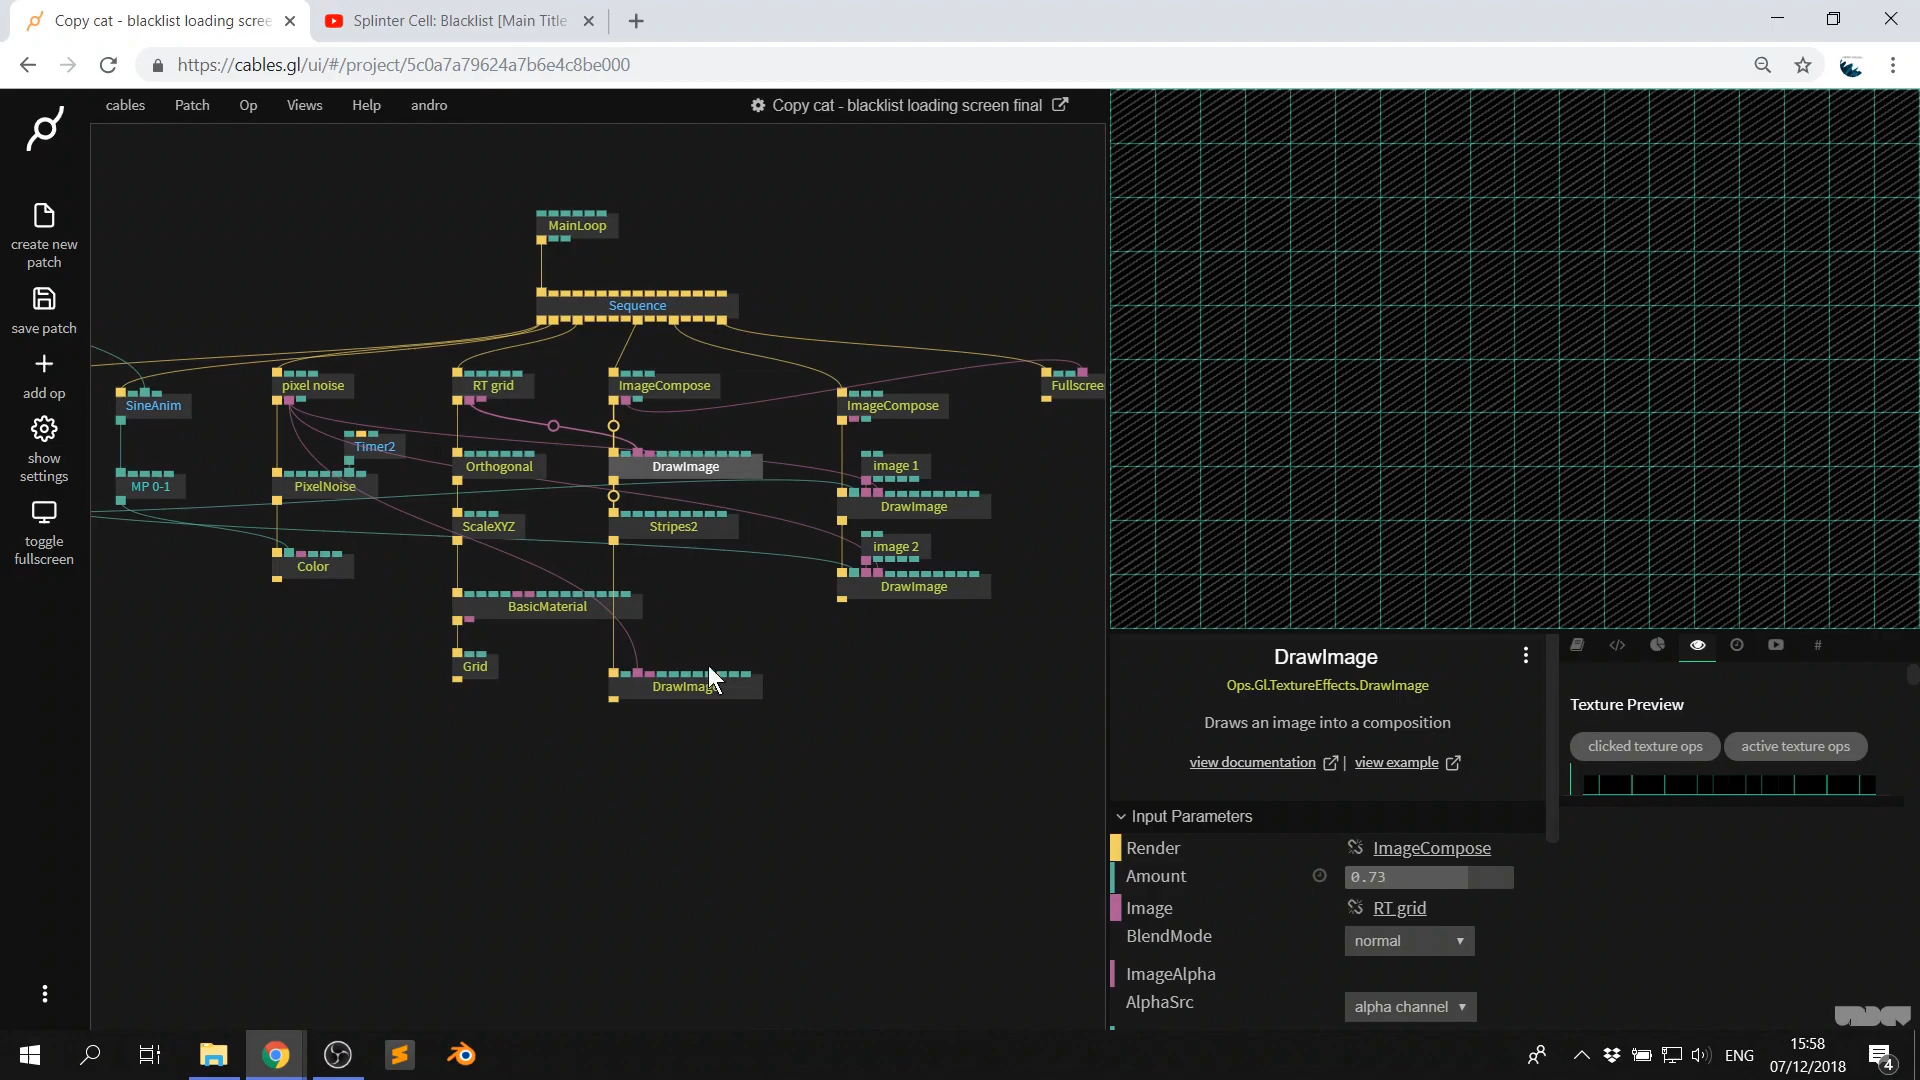 Copy cat - blacklist loading scree
Splinter Cell: Blacklist [Main Title
https://cables.gl/ui/#/project/5c0a7a79624a7b6e4c8be000
cables Patch Op Views Help andro
Copy cat - blacklist loading screen final
create new patch
save patch
add op
show settings
toggle fullscreen
MainLoop
Sequence
SineAnim
pixel noise
RT grid
ImageCompose
ImageCompose
Fullscree
Timer2
MP 0-1
PixelNoise
Orthogonal
DrawImage
image 1
DrawImage
ScaleXYZ
Stripes2
image 2
Color
DrawImage
BasicMaterial
Grid
DrawImage
DrawImage
Ops.Gl.TextureEffects.DrawImage
Draws an image into a composition
view documentation | view example
Input Parameters
Render ImageCompose
Amount 0.73
Image RT grid
BlendMode normal
ImageAlpha
AlphaSrc alpha channel
#
Texture Preview
clicked texture ops active texture ops
ENG
15:58
07/12/2018
4